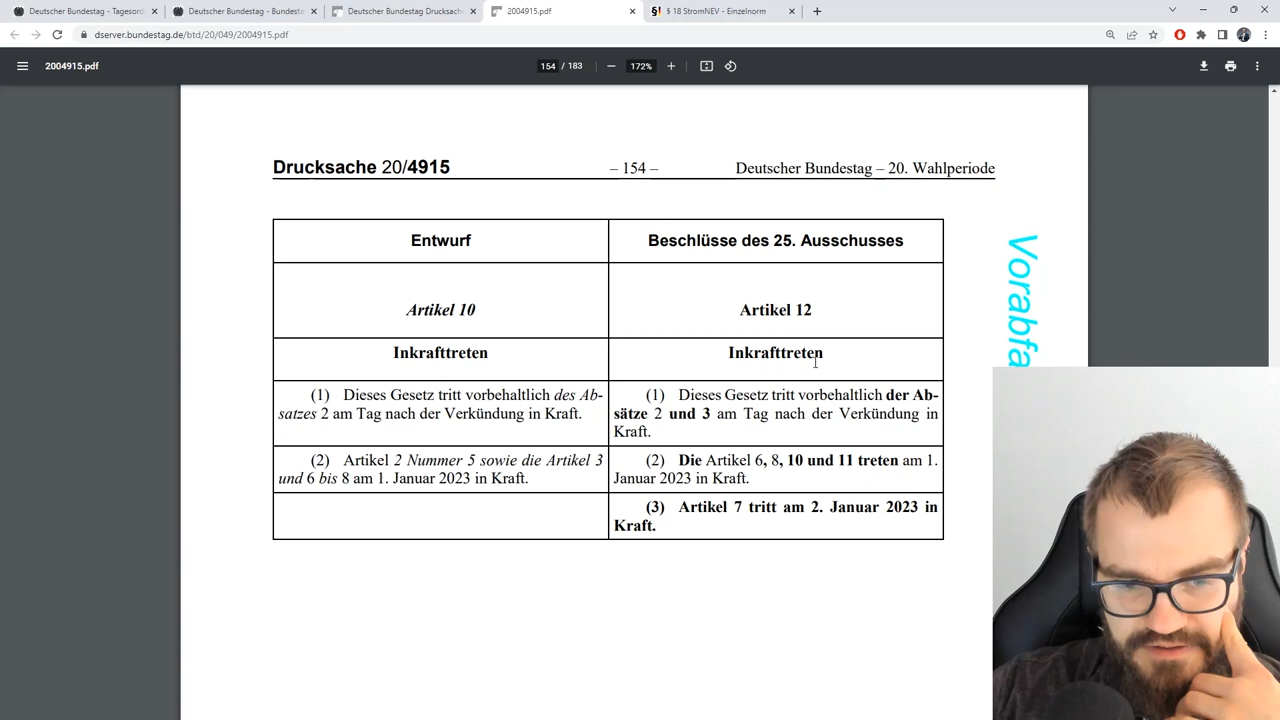 Deutscher Bundestag - Tagesord
Deutscher Bundestag - Bundesta
Deutscher Bundestag Drucksach
2004915.pdf
§ 18 StromNEV - Einzelnorm
dserver.bundestag.de/btd/20/049/2004915.pdf
2004915.pdf
154 / 183
172%
Drucksache 20/4915
– 154 –
Deutscher Bundestag – 20. Wahlperiode
Entwurf
Beschlüsse des 25. Ausschusses
Artikel 10
Artikel 12
Inkrafttreten
Inkrafttreten
(1) Dieses Gesetz tritt vorbehaltlich des Ab-
satzes 2 am Tag nach der Verkündung in Kraft.
(1) Dieses Gesetz tritt vorbehaltlich der Ab-
sätze 2 und 3 am Tag nach der Verkündung in
Kraft.
(2) Artikel 2 Nummer 5 sowie die Artikel 3
und 6 bis 8 am 1. Januar 2023 in Kraft.
(2) Die Artikel 6, 8, 10 und 11 treten am 1.
Januar 2023 in Kraft.
(3) Artikel 7 tritt am 2. Januar 2023 in
Kraft.
Vorabfa